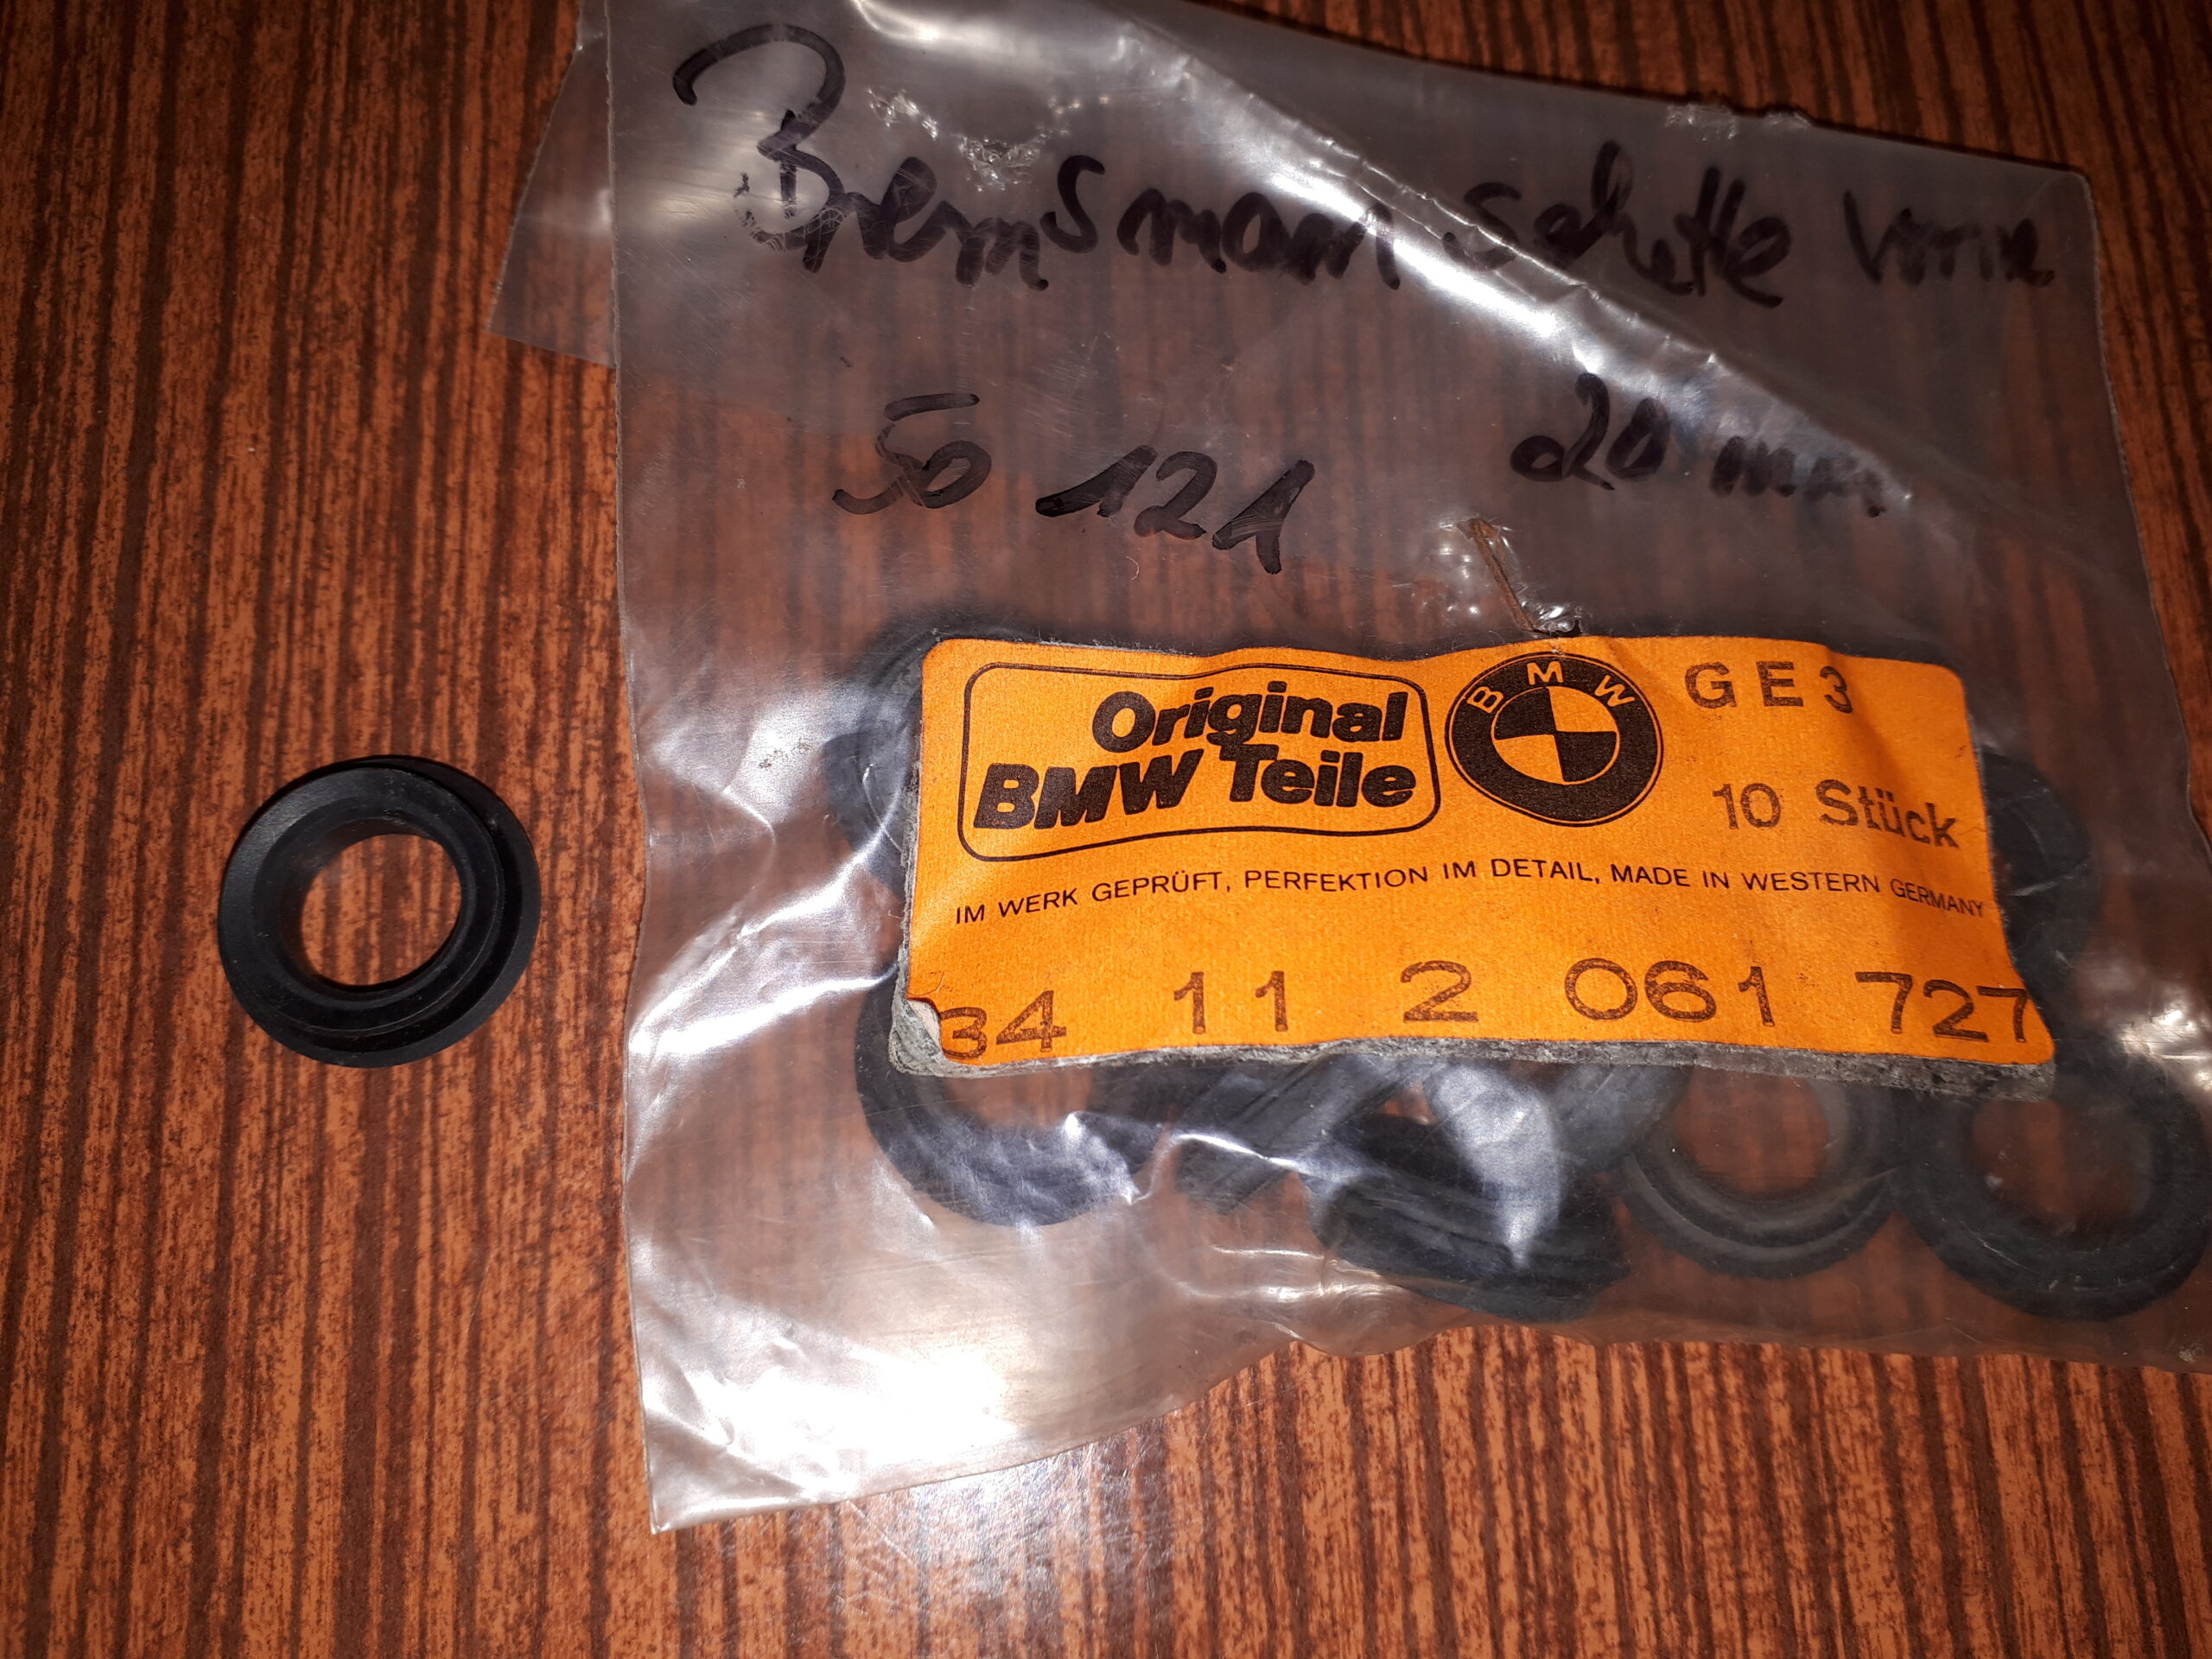 Bremsmanschette vorne
50 121 20 mm
Original
BMW Teile
BMW
GE3
10 Stück
IM WERK GEPRÜFT, PERFEKTION IM DETAIL, MADE IN WESTERN GERMANY
34 11 2 061 727